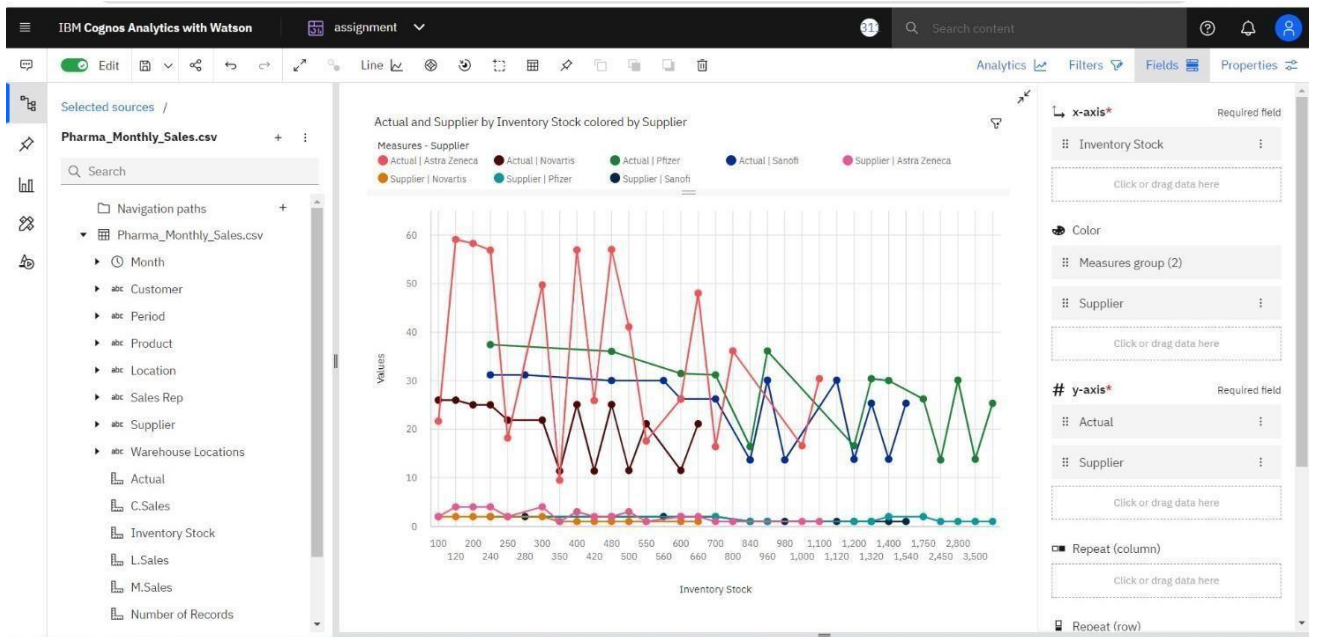 IBM Cognos Analytics with Watson
assignment
Search content
Edit
Line
Analytics
Filters
Fields
Properties
Selected sources /
Pharma_Monthly_Sales.csv
Search
Navigation paths
Pharma_Monthly_Sales.csv
Month
abc Customer
abc Period
abc Product
abc Location
abc Sales Rep
abc Supplier
abc Warehouse Locations
Actual
C.Sales
Inventory Stock
L.Sales
M.Sales
Number of Records
Actual and Supplier by Inventory Stock colored by Supplier
Measures - Supplier
Actual | Astra Zeneca
Actual | Novartis
Actual | Pfizer
Actual | Sanofi
Supplier | Astra Zeneca
Supplier | Novartis
Supplier | Pfizer
Supplier | Sanofi
Values
60
50
40
30
20
10
0
100 200 250 300 400 480 550 600 700 840 980 1,100 1,200 1,400 1,750 2,800
120 240 280 350 420 500 560 660 800 960 1,000 1,120 1,320 1,540 2,450 3,500
Inventory Stock
x-axis*
Required field
Inventory Stock
Click or drag data here
Color
Measures group (2)
Supplier
Click or drag data here
# y-axis*
Required field
Actual
Supplier
Click or drag data here
Repeat (column)
Click or drag data here
Repeat (row)